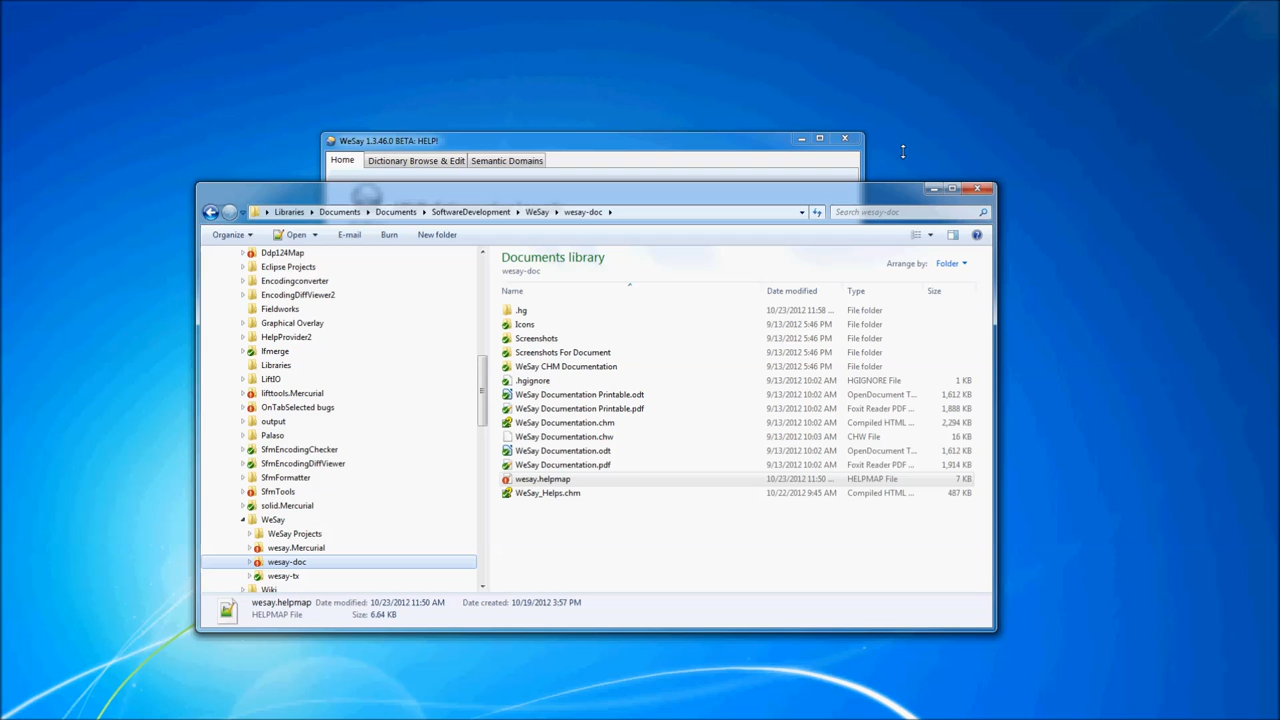 WeSay 1.3.46.0 BETA: HELP!
Home Dictionary Browse & Edit Semantic Domains
Libraries Documents Documents SoftwareDevelopment WeSay wesay-doc
Search wesay-doc
Organize Open E-mail Burn New folder
Ddp124Map
Eclipse Projects
Encodingconverter
EncodingDiffViewer2
Fieldworks
Graphical Overlay
HelpProvider2
lfmerge
Libraries
LiftIO
lifttools.Mercurial
OnTabSelected bugs
output
Palaso
SfmEncodingChecker
SfmEncodingDiffViewer
SfmFormatter
SfmTools
solid.Mercurial
WeSay
WeSay Projects
wesay.Mercurial
wesay-doc
wesay-tx
Wiki
Documents library
wesay-doc
Arrange by: Folder
Name Date modified Type Size
.hg 10/23/2012 11:58 ... File folder
Icons 9/13/2012 5:46 PM File folder
Screenshots 9/13/2012 5:46 PM File folder
Screenshots For Document 9/13/2012 5:46 PM File folder
WeSay CHM Documentation 9/13/2012 5:46 PM File folder
.hgignore 9/13/2012 10:02 AM HGIGNORE File 1 KB
WeSay Documentation Printable.odt 9/13/2012 10:02 AM OpenDocument T... 1,612 KB
WeSay Documentation Printable.pdf 9/13/2012 10:02 AM Foxit Reader PDF ... 1,888 KB
WeSay Documentation.chm 9/13/2012 10:02 AM Compiled HTML ... 2,294 KB
WeSay Documentation.chw 9/13/2012 10:03 AM CHW File 16 KB
WeSay Documentation.odt 9/13/2012 10:02 AM OpenDocument T... 1,612 KB
WeSay Documentation.pdf 9/13/2012 10:02 AM Foxit Reader PDF ... 1,914 KB
wesay.helpmap 10/23/2012 11:50 ... HELPMAP File 7 KB
WeSay_Helps.chm 10/22/2012 9:45 AM Compiled HTML ... 487 KB
wesay.helpmap Date modified: 10/23/2012 11:50 AM Date created: 10/19/2012 3:57 PM
HELPMAP File Size: 6.64 KB